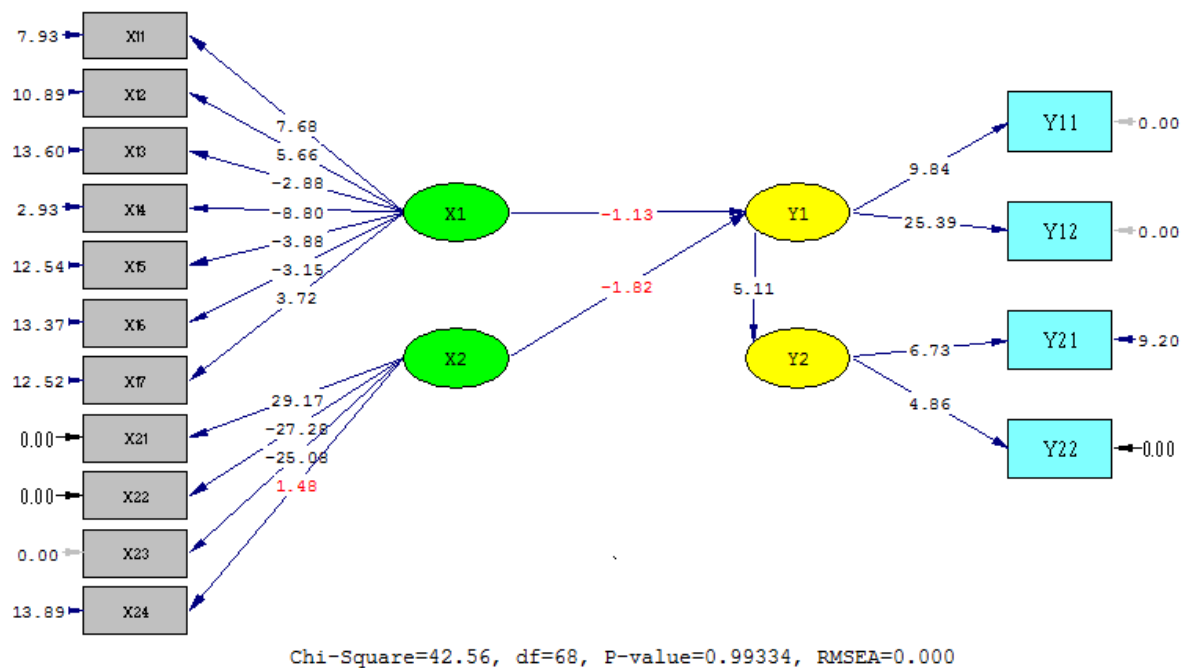 7.93 X11
10.89 X12
13.60 X13
2.93 X14
12.54 X15
13.37 X16
12.52 X17
0.00 X21
0.00 X22
0.00 X23
13.89 X24
7.68
5.66
-2.88
-8.80
-3.88
-3.15
3.72
29.17
-27.28
-25.08
1.48
X1
X2
-1.13
-1.82
Y1
5.11
Y2
9.84
25.39
6.73
4.86
Y11 0.00
Y12 0.00
Y21 9.20
Y22 0.00
Chi-Square=42.56, df=68, P-value=0.99334, RMSEA=0.000